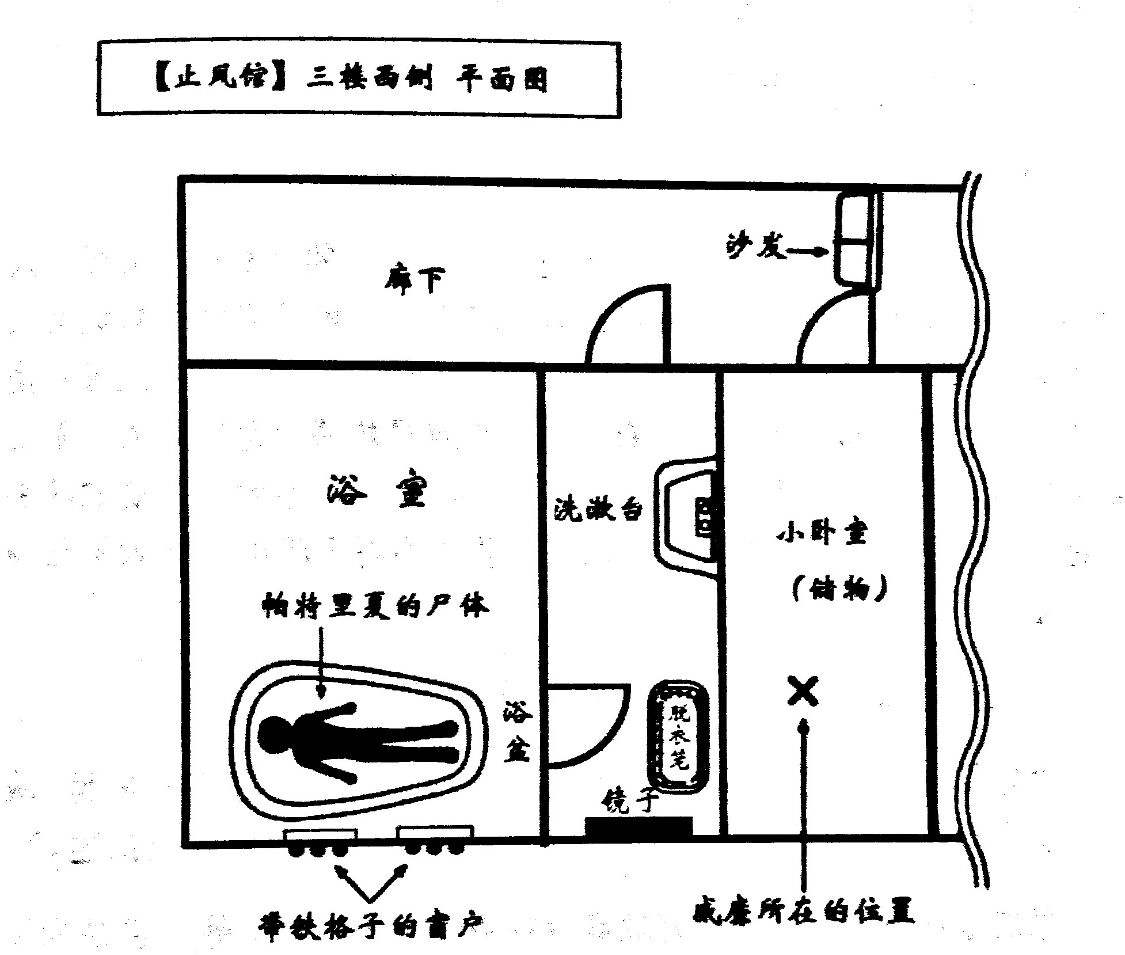 【止风馆】三楼西侧 平面图
沙发
廊下
浴室
洗漱台
小卧室
（储物）
帕特里夏的尸体
浴
盆
脱
衣
笼
镜子
带铁格子的窗户
威廉所在的位置